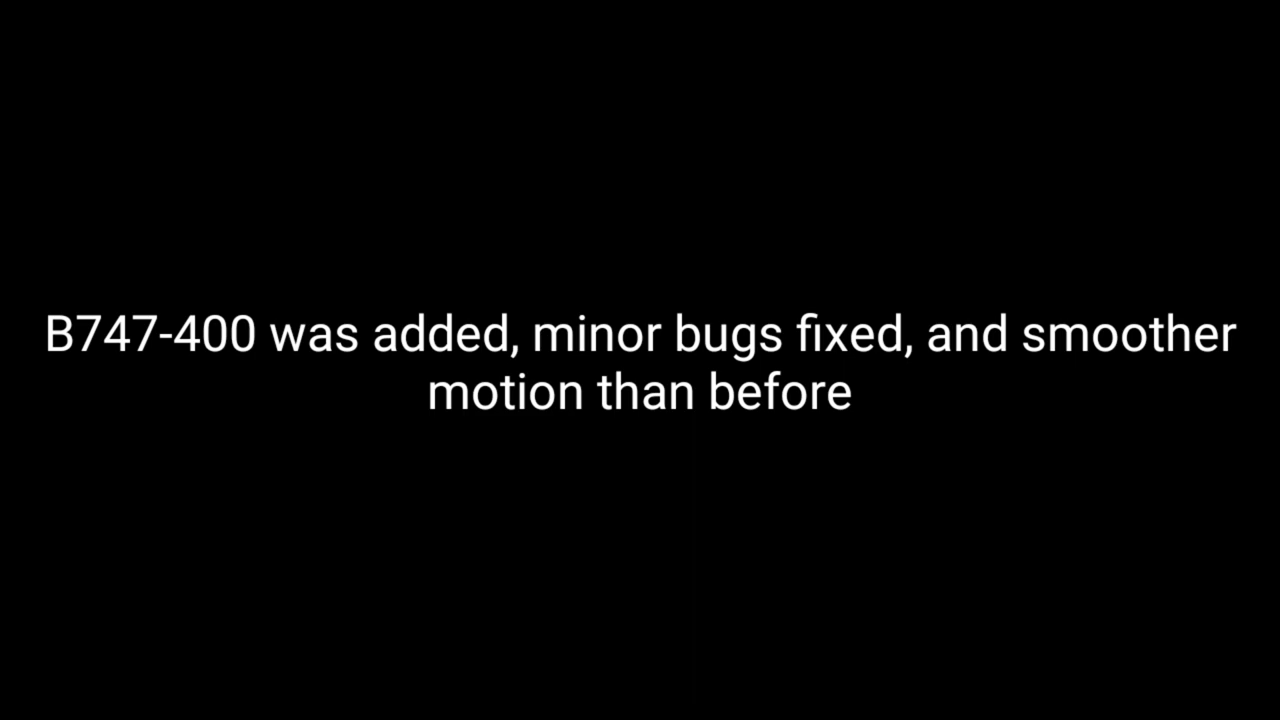 B747-400 was added, minor bugs fixed, and smoother
motion than before